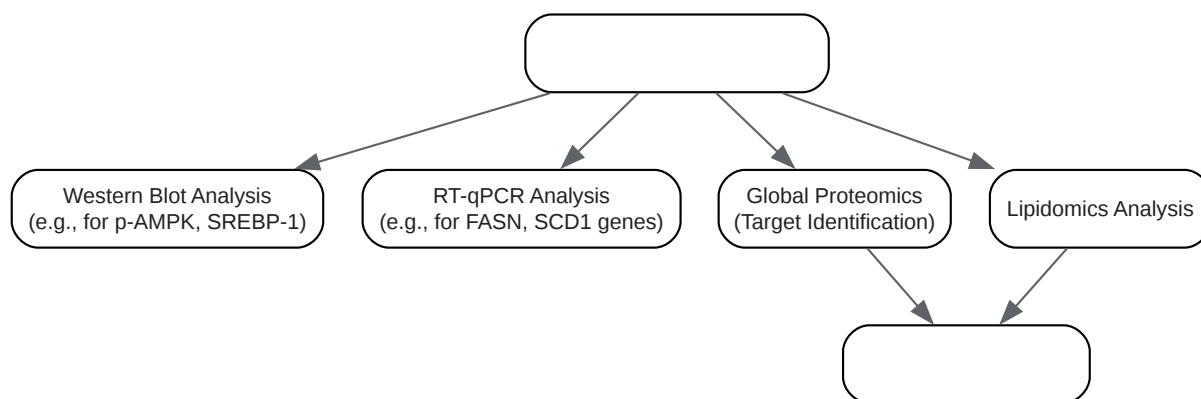 Western Blot Analysis
(e.g., for p-AMPK, SREBP-1)
RT-qPCR Analysis
(e.g., for FASN, SCD1 genes)
Global Proteomics
(Target Identification)
Lipidomics Analysis